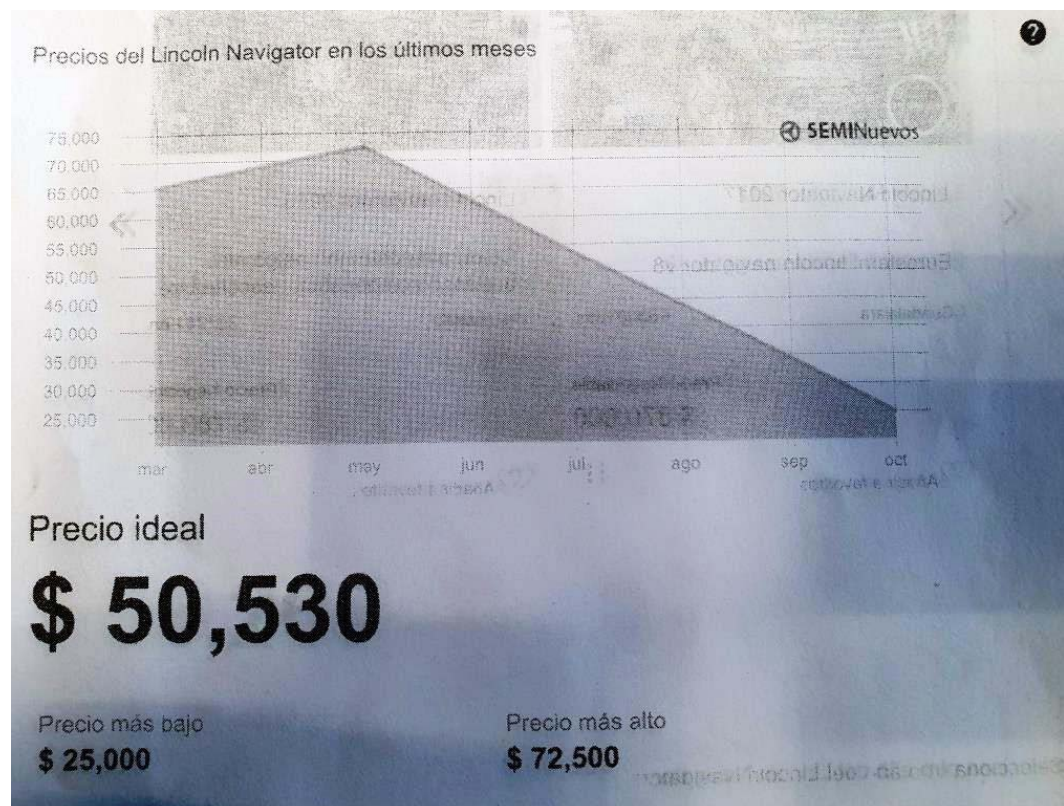 Precios del Lincoln Navigator en los últimos meses
?
SEMINuevos
75,000
70,000
65,000
60,000
55,000
50,000
45,000
40,000
35,000
30,000
25,000
mar abr may jun jul ago sep oct
Precio ideal
$ 50,530
Precio más bajo Precio más alto
$ 25,000 $ 72,500